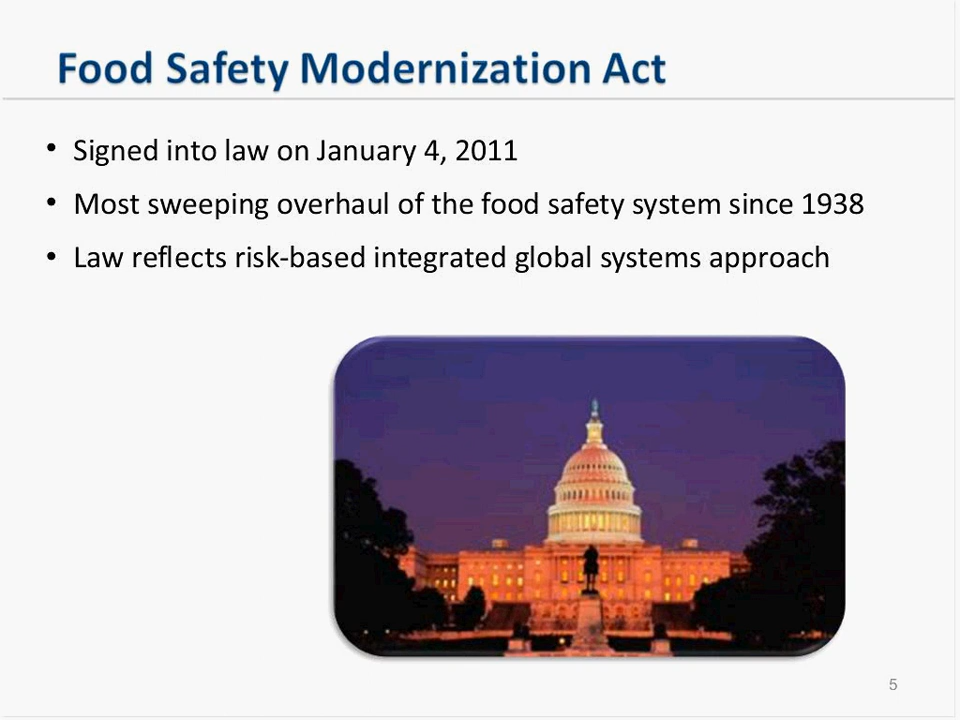 Food Safety Modernization Act
• Signed into law on January 4, 2011
• Most sweeping overhaul of the food safety system since 1938
• Law reflects risk-based integrated global systems approach
5